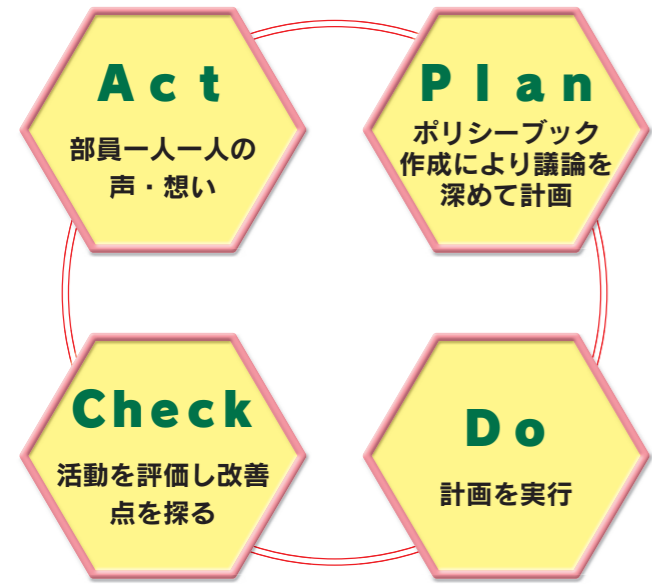 Act
部員一人一人の
声・想い
Plan
ポリシーブック
作成により議論を
深めて計画
Check
活動を評価し改善
点を探る
Do
計画を実行